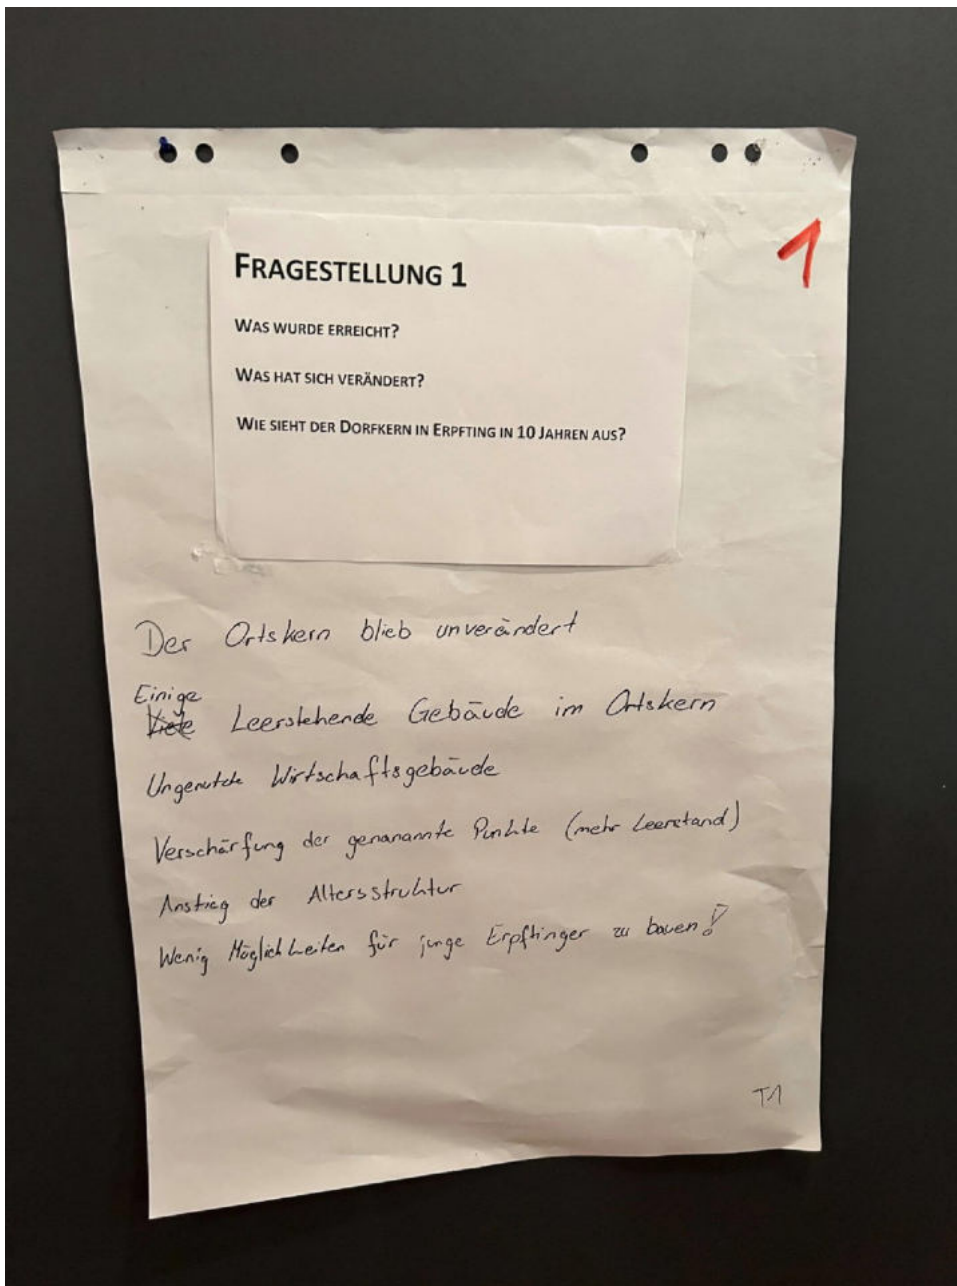 1
FRAGESTELLUNG 1
WAS WURDE ERREICHT?
WAS HAT SICH VERÄNDERT?
WIE SIEHT DER DORFKERN IN ERPFTING IN 10 JAHREN AUS?
Der Ortskern blieb unverändert
Einige
Viele Leerstehende Gebäude im Ortskern
Ungenutzte Wirtschaftsgebäude
Verschärfung der genanannte Punkte (mehr Leerstand)
Anstieg der Altersstruktur
Wenig Möglichkeiten für junge Erpftinger zu bauen!
T1